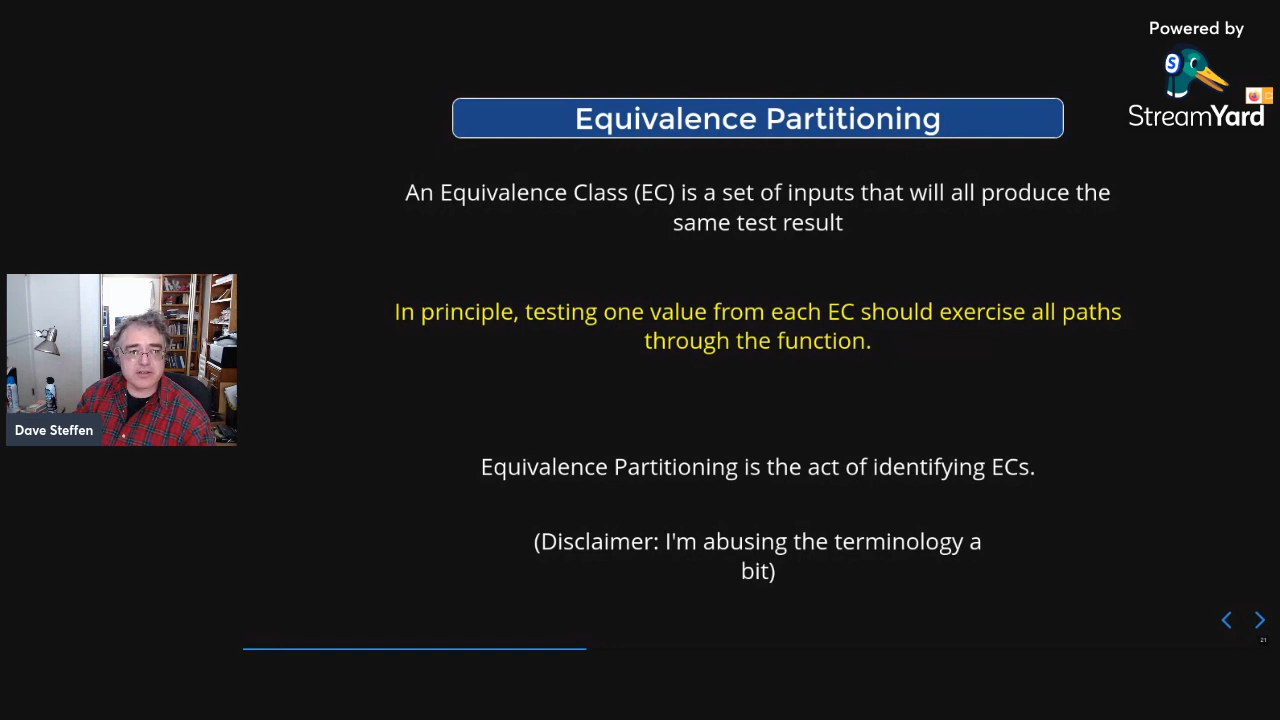 Powered by
StreamYard
Equivalence Partitioning
An Equivalence Class (EC) is a set of inputs that will all produce the
same test result
In principle, testing one value from each EC should exercise all paths
through the function.
Dave Steffen
Equivalence Partitioning is the act of identifying ECs.
(Disclaimer: I'm abusing the terminology a
bit)
21